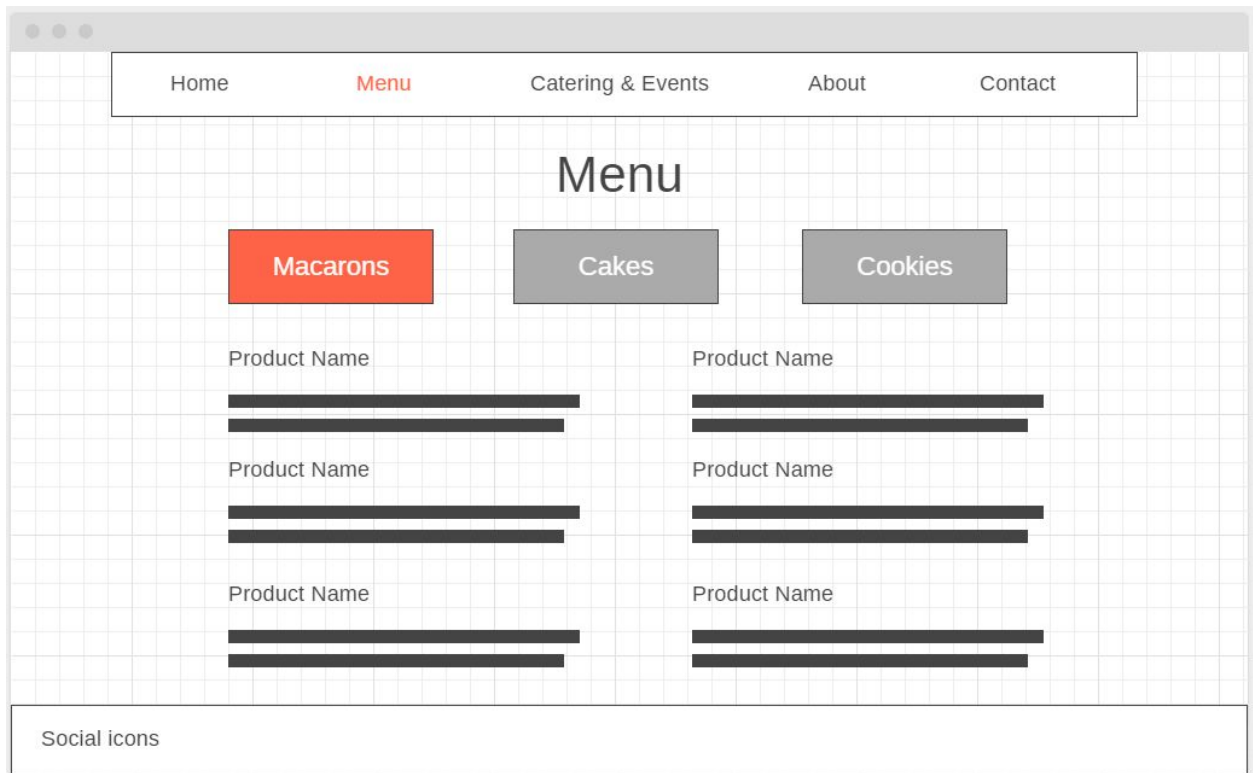 Home Menu Catering & Events About Contact
Menu
Macarons Cakes Cookies
Product Name Product Name
Product Name Product Name
Product Name Product Name
Social icons